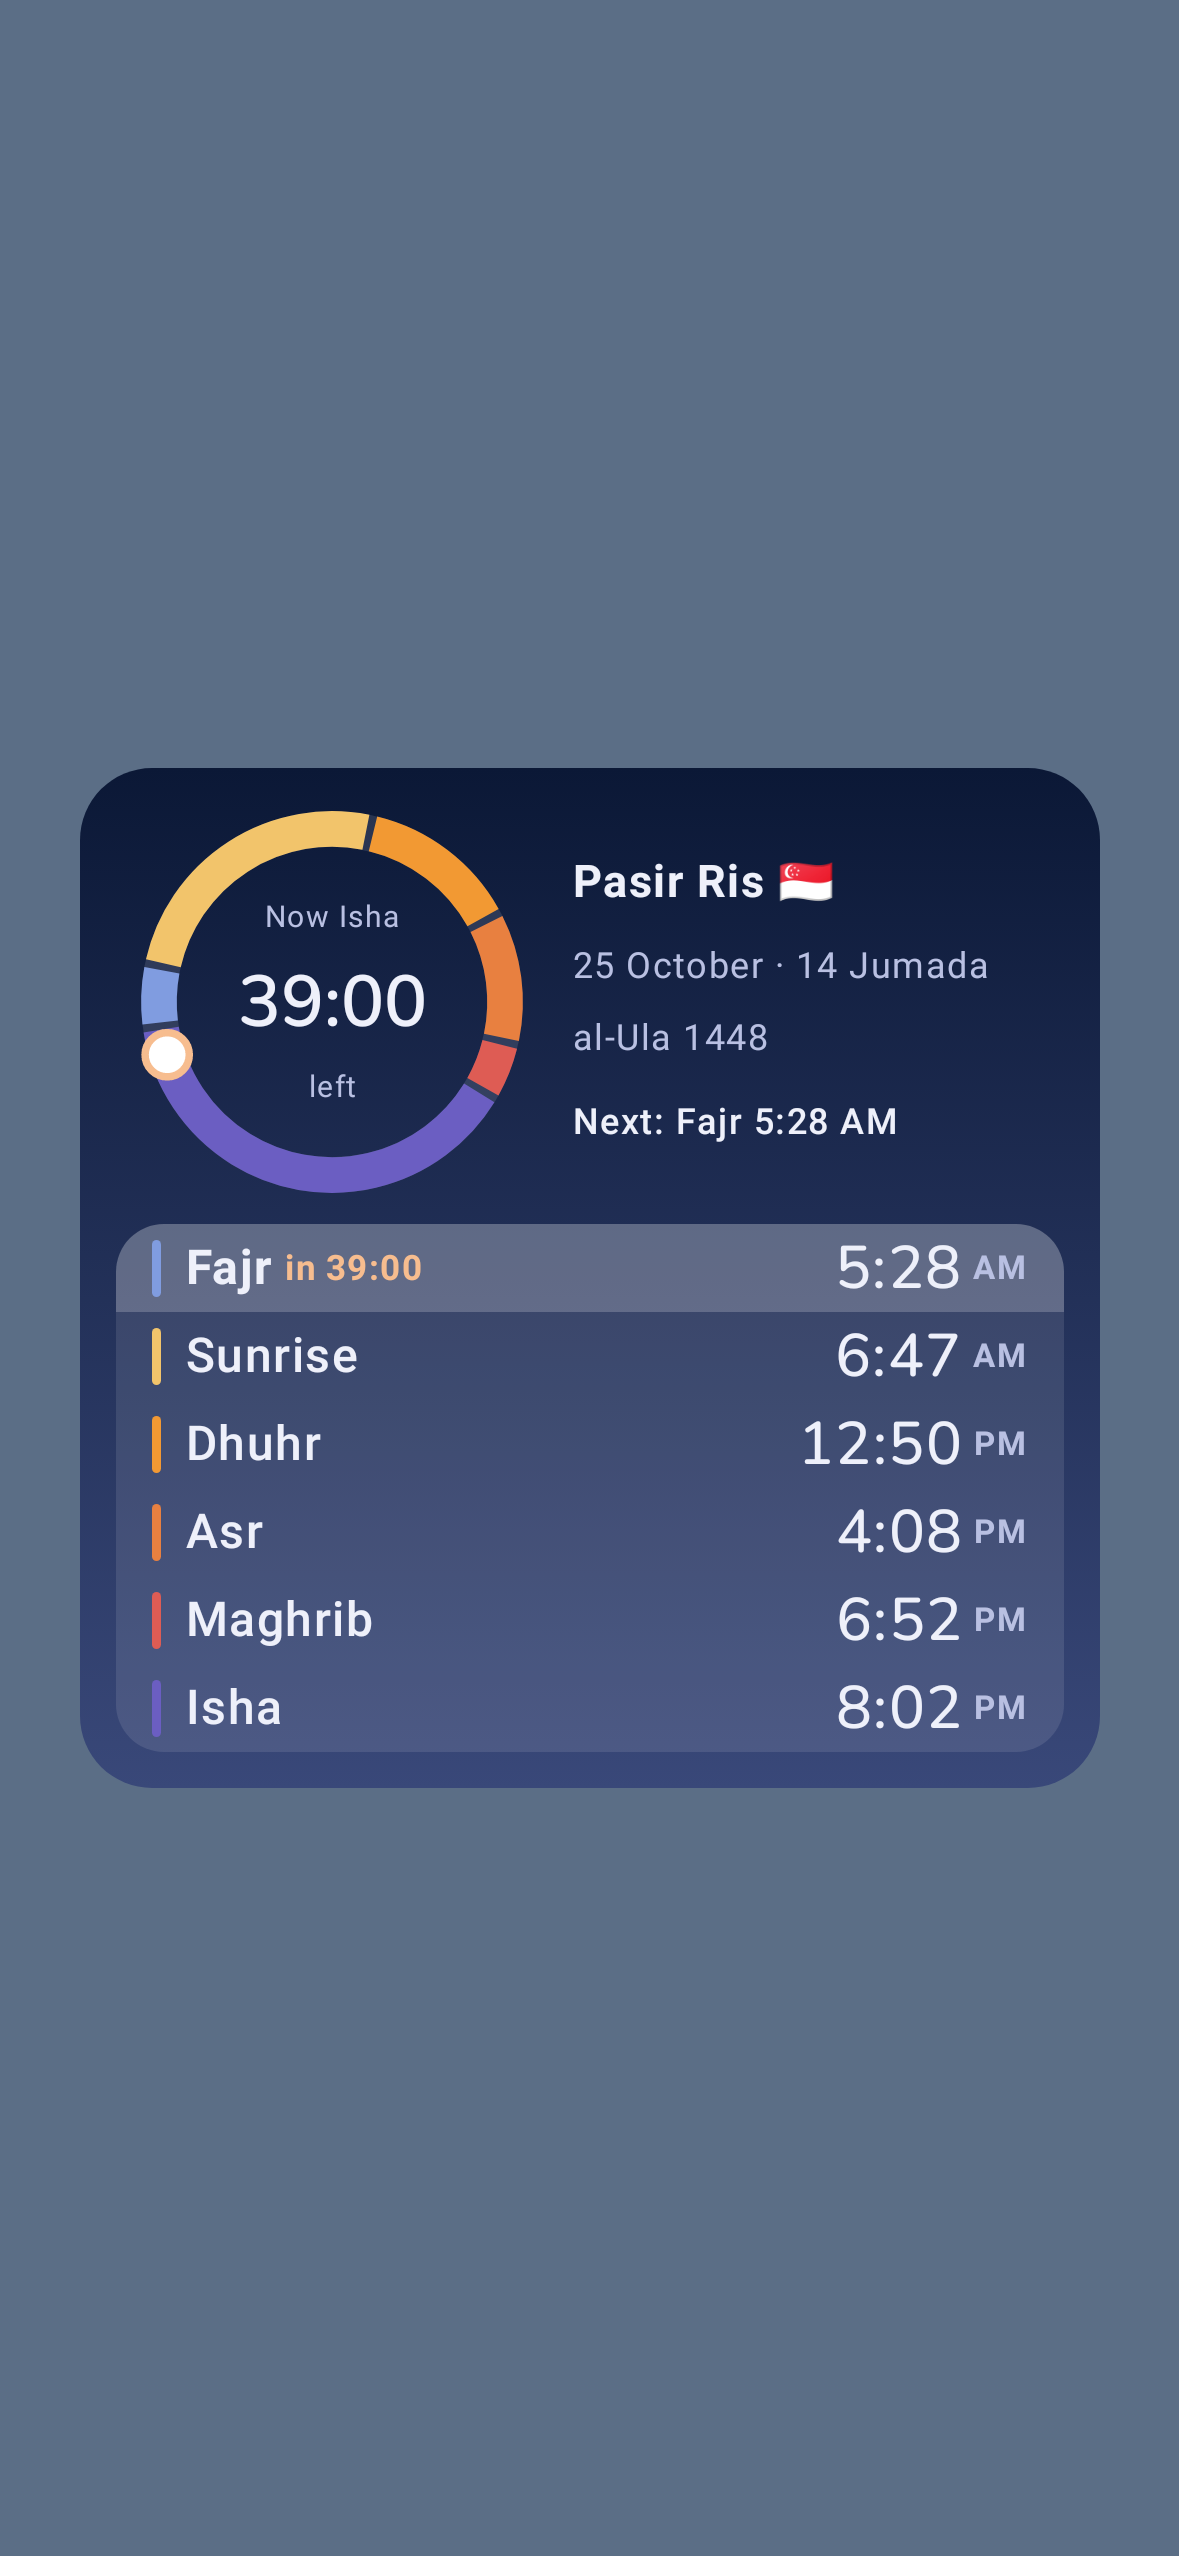 Now Isha
39:00
left
Pasir Ris 🇸🇬
25 October · 14 Jumada
al-Ula 1448
Next: Fajr 5:28 AM
Fajr in 39:00 5:28 AM
Sunrise 6:47 AM
Dhuhr 12:50 PM
Asr 4:08 PM
Maghrib 6:52 PM
Isha 8:02 PM